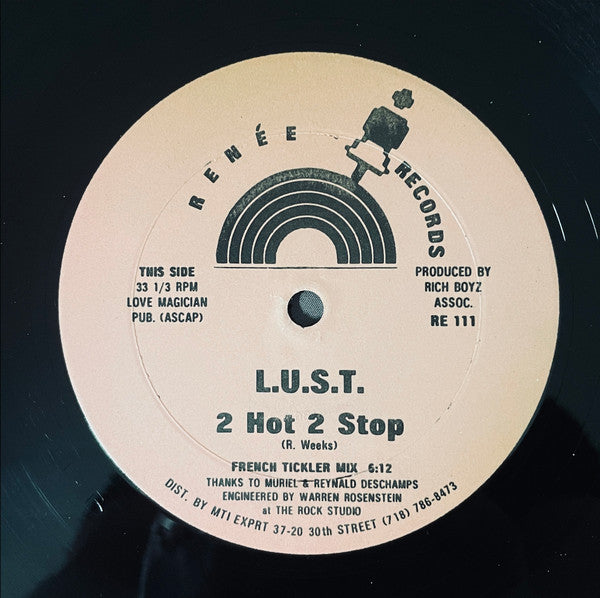 RENÉE RECORDS
THIS SIDE
33 1/3 RPM
LOVE MAGICIAN
PUB. (ASCAP)
PRODUCED BY
RICH BOYZ
ASSOC.
RE 111
L.U.S.T.
2 Hot 2 Stop
(R. Weeks)
FRENCH TICKLER MIX 6:12
THANKS TO MURIEL & REYNALD DESCHAMPS
ENGINEERED BY WARREN ROSENSTEIN
at THE ROCK STUDIO
DIST. BY MTI EXPRT 37-20 30th STREET (718) 786-8473